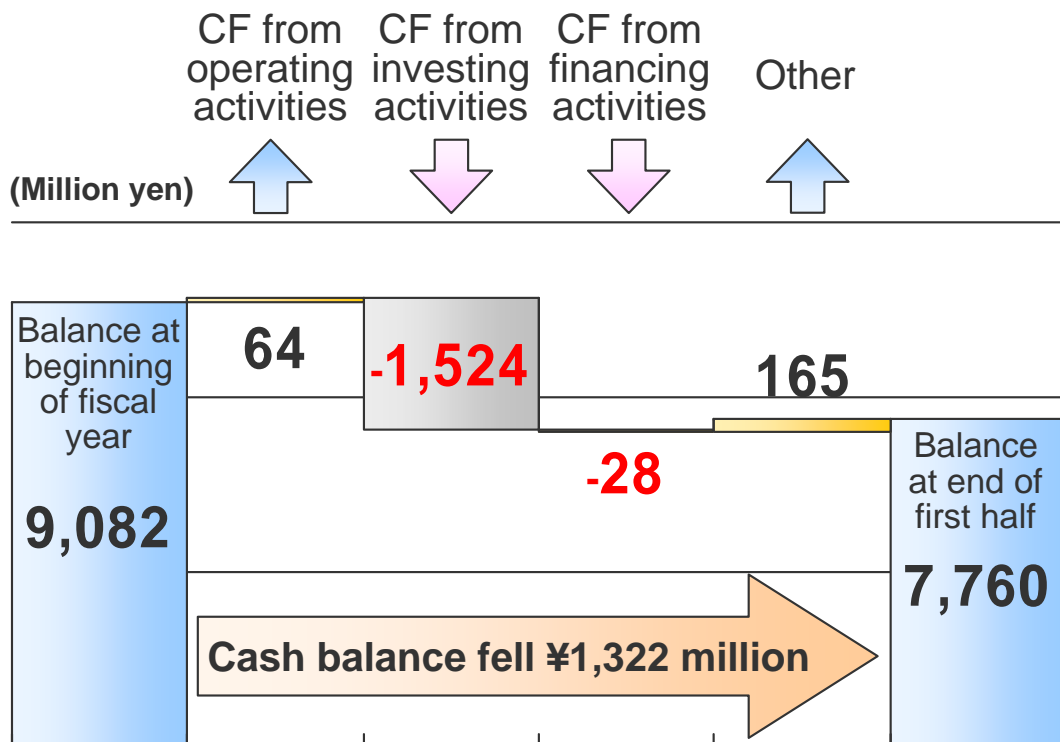 CF from
operating
activities
CF from
investing
activities
CF from
financing
activities
Other
(Million yen)
Balance at
beginning
of fiscal
year
9,082
64
-1,524
-28
165
Balance
at end of
first half
7,760
Cash balance fell ¥1,322 million